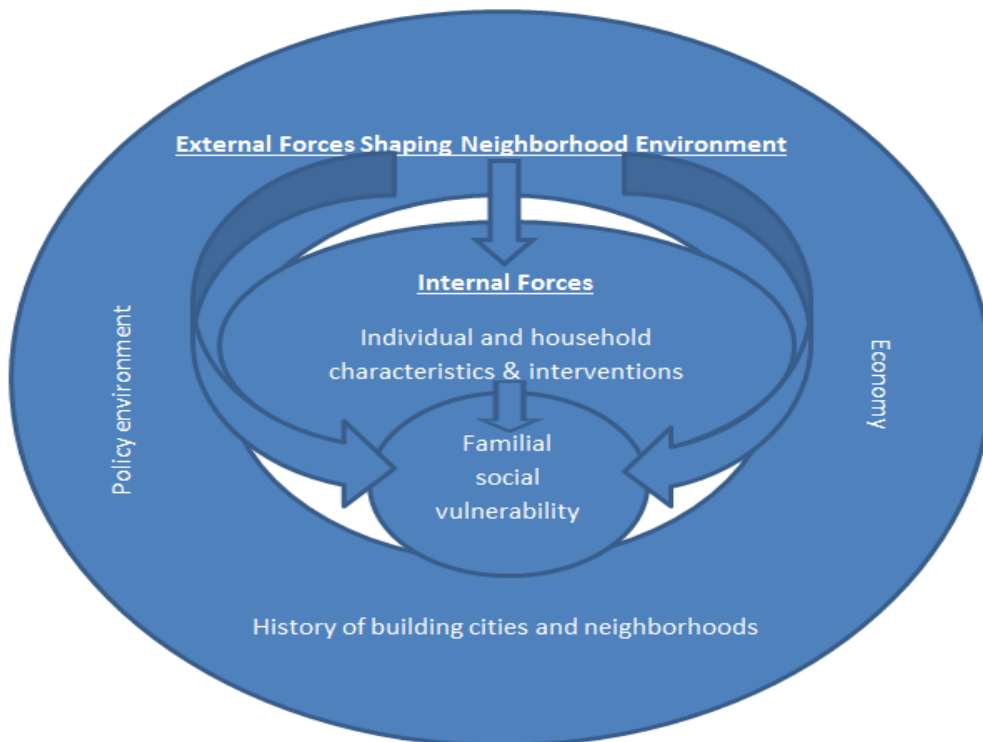 External Forces Shaping Neighborhood Environment
Internal Forces
Individual and household
characteristics & interventions
Familial
social
vulnerability
Policy environment
Economy
History of building cities and neighborhoods